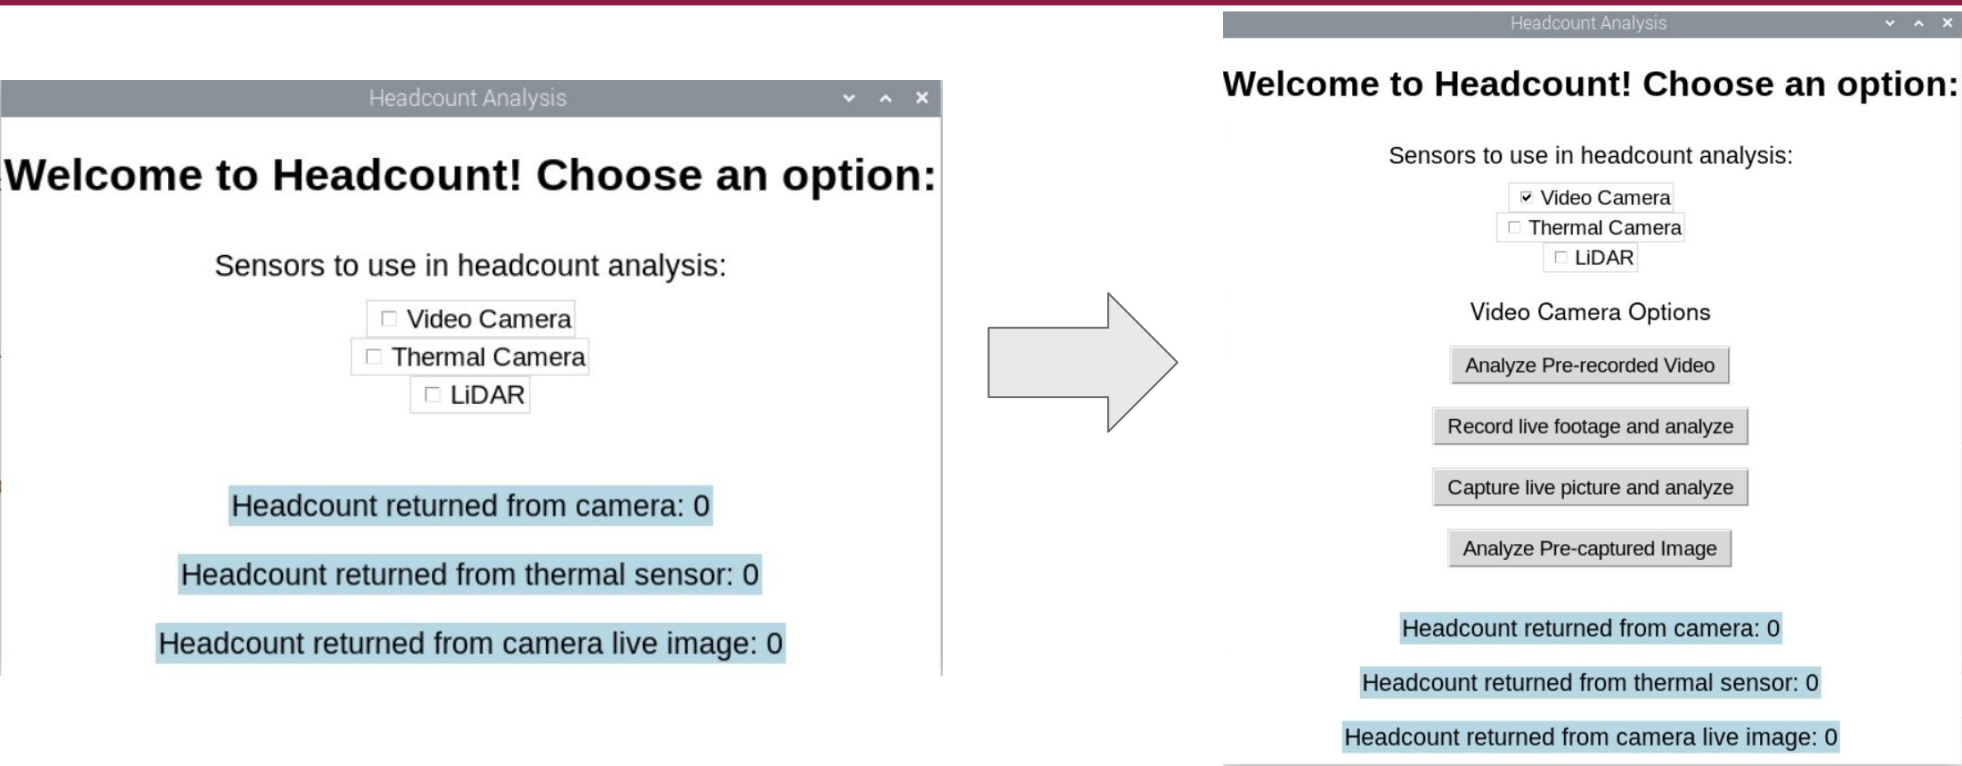 Headcount Analysis
Welcome to Headcount! Choose an option:
Sensors to use in headcount analysis:
Video Camera
Thermal Camera
LiDAR
Headcount returned from camera: 0
Headcount returned from thermal sensor: 0
Headcount returned from camera live image: 0
Headcount Analysis
Welcome to Headcount! Choose an option:
Sensors to use in headcount analysis:
Video Camera
Thermal Camera
LiDAR
Video Camera Options
Analyze Pre-recorded Video
Record live footage and analyze
Capture live picture and analyze
Analyze Pre-captured Image
Headcount returned from camera: 0
Headcount returned from thermal sensor: 0
Headcount returned from camera live image: 0